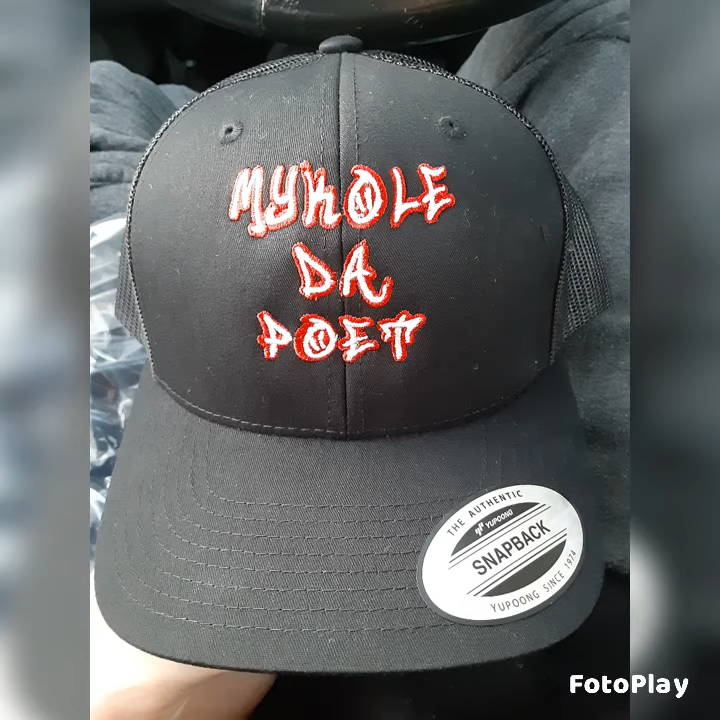 MYKOLE
DA
POET
THE AUTHENTIC
YUPOONG
SNAPBACK
YUPOONG SINCE 1974
FotoPlay